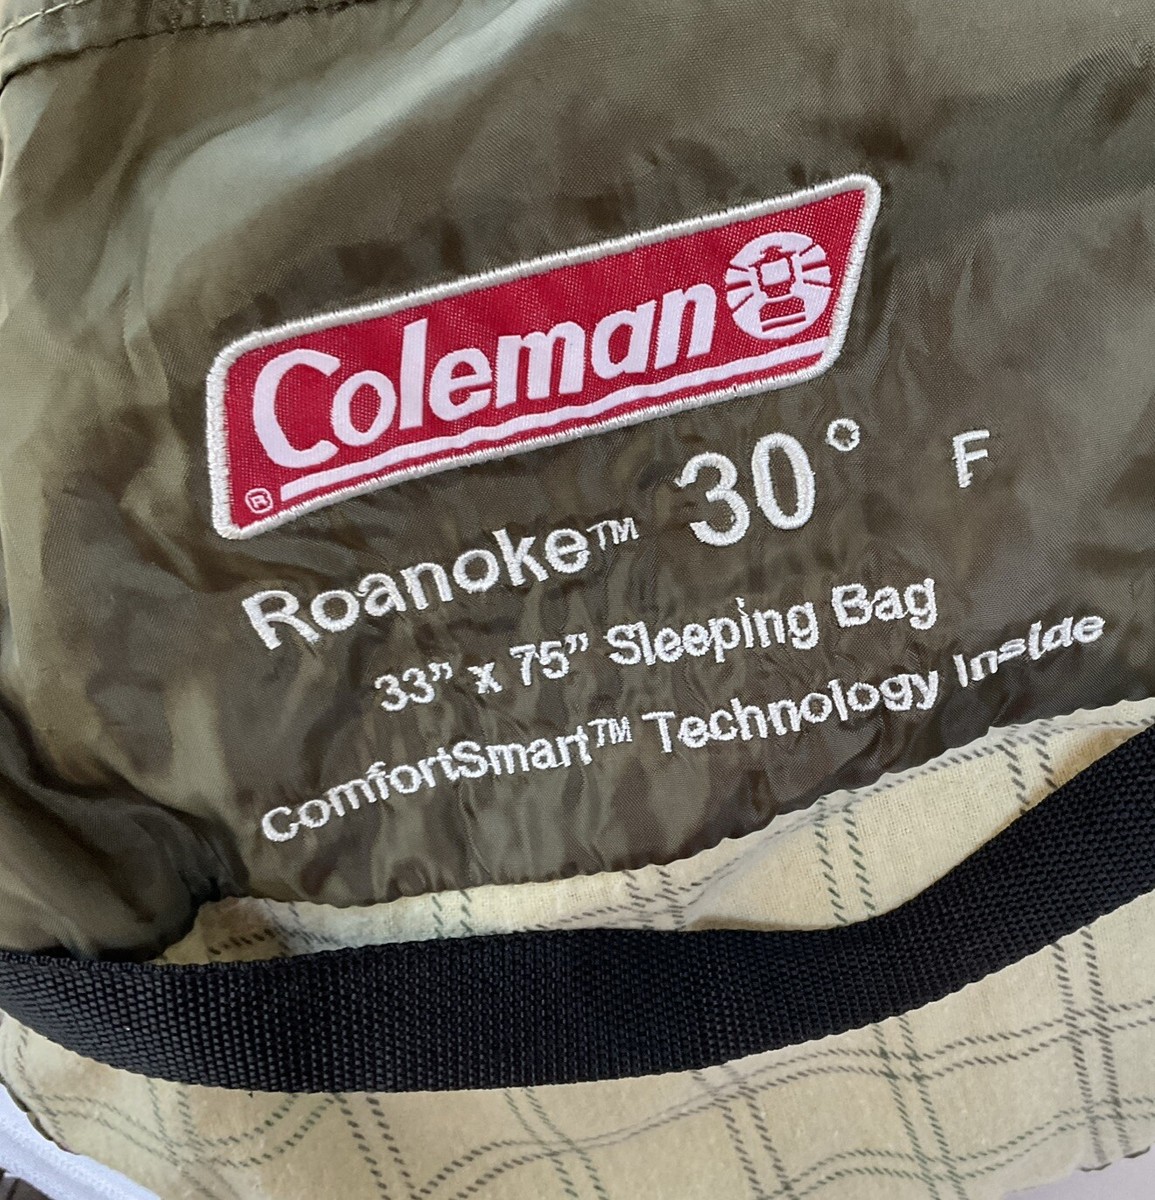 Coleman
®
Roanoke™ 30° F
33” x 75” Sleeping Bag
ComfortSmart™ Technology Inside